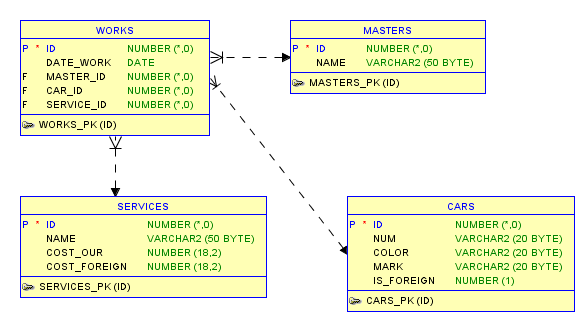 WORKS
P * ID NUMBER (*,0)
DATE_WORK DATE
F MASTER_ID NUMBER (*,0)
F CAR_ID NUMBER (*,0)
F SERVICE_ID NUMBER (*,0)
WORKS_PK (ID)
MASTERS
P * ID NUMBER (*,0)
NAME VARCHAR2 (50 BYTE)
MASTERS_PK (ID)
SERVICES
P * ID NUMBER (*,0)
NAME VARCHAR2 (50 BYTE)
COST_OUR NUMBER (18,2)
COST_FOREIGN NUMBER (18,2)
SERVICES_PK (ID)
CARS
P * ID NUMBER (*,0)
NUM VARCHAR2 (20 BYTE)
COLOR VARCHAR2 (20 BYTE)
MARK VARCHAR2 (20 BYTE)
IS_FOREIGN NUMBER (1)
CARS_PK (ID)